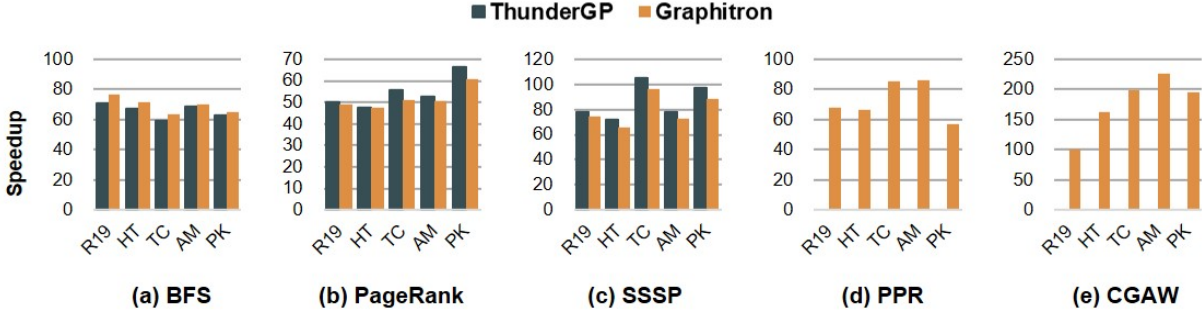 ThunderGP Graphitron
Speedup
100
80
60
40
20
0
R19 HT TC AM PK
(a) BFS
70
60
50
40
30
20
10
0
R19 HT TC AM PK
(b) PageRank
120
100
80
60
40
20
0
R19 HT TC AM PK
(c) SSSP
100
80
60
40
20
0
R19 HT TC AM PK
(d) PPR
250
200
150
100
50
0
R19 HT TC AM PK
(e) CGAW